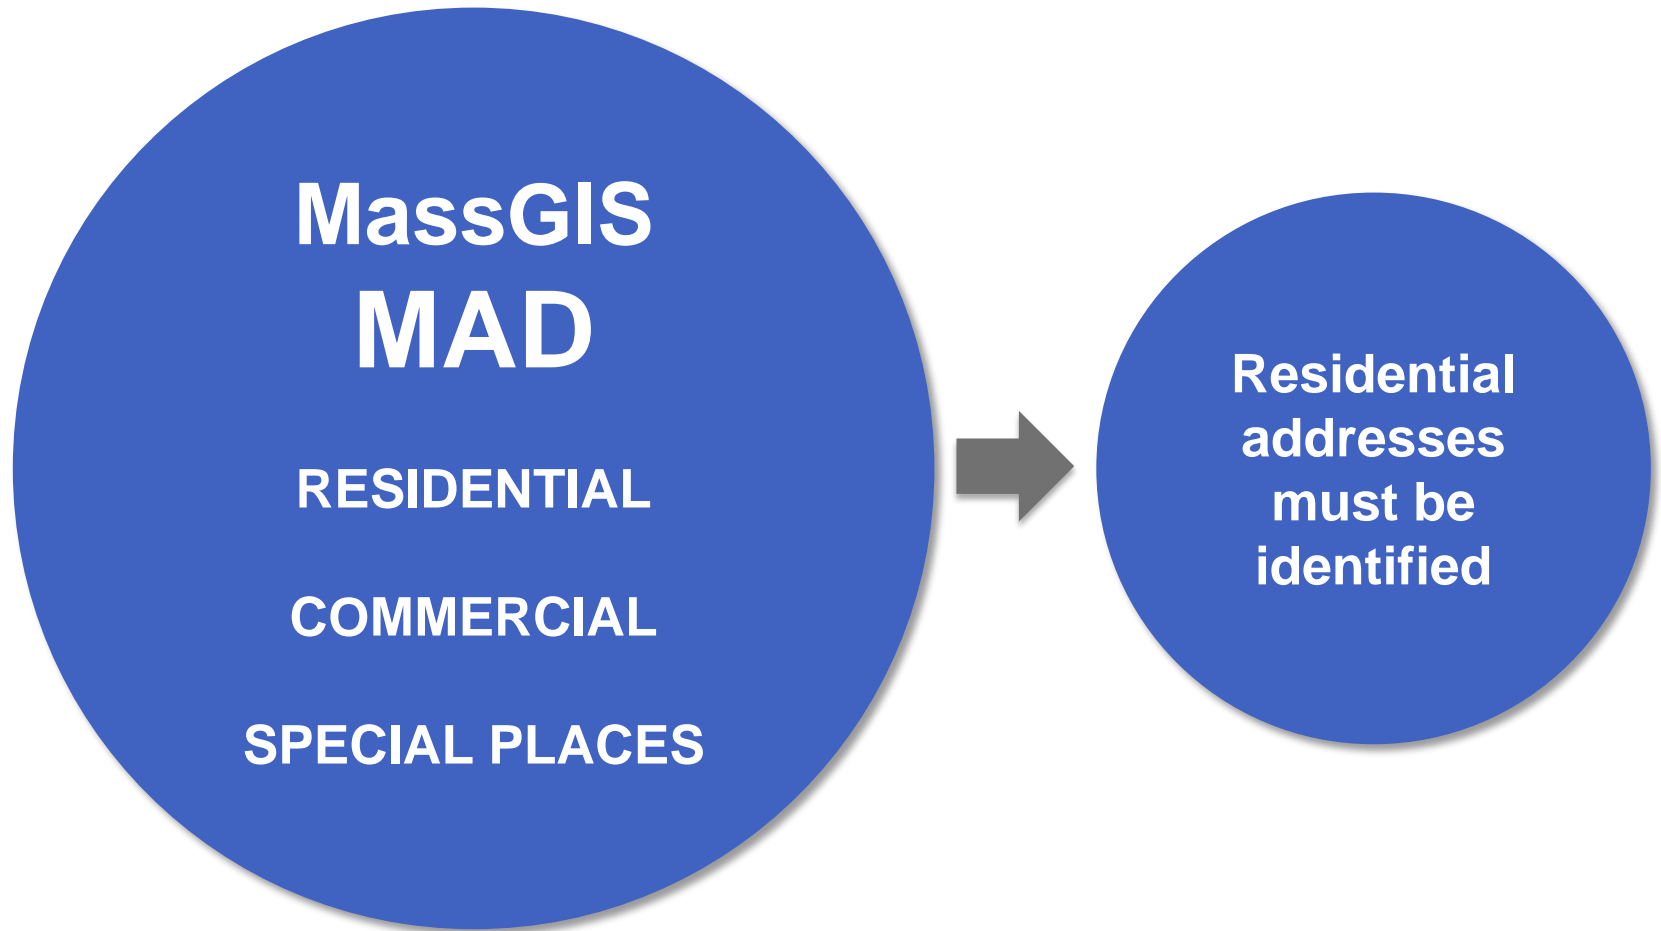 MassGIS
MAD
RESIDENTIAL
COMMERCIAL
SPECIAL PLACES
Residential
addresses
must be
identified